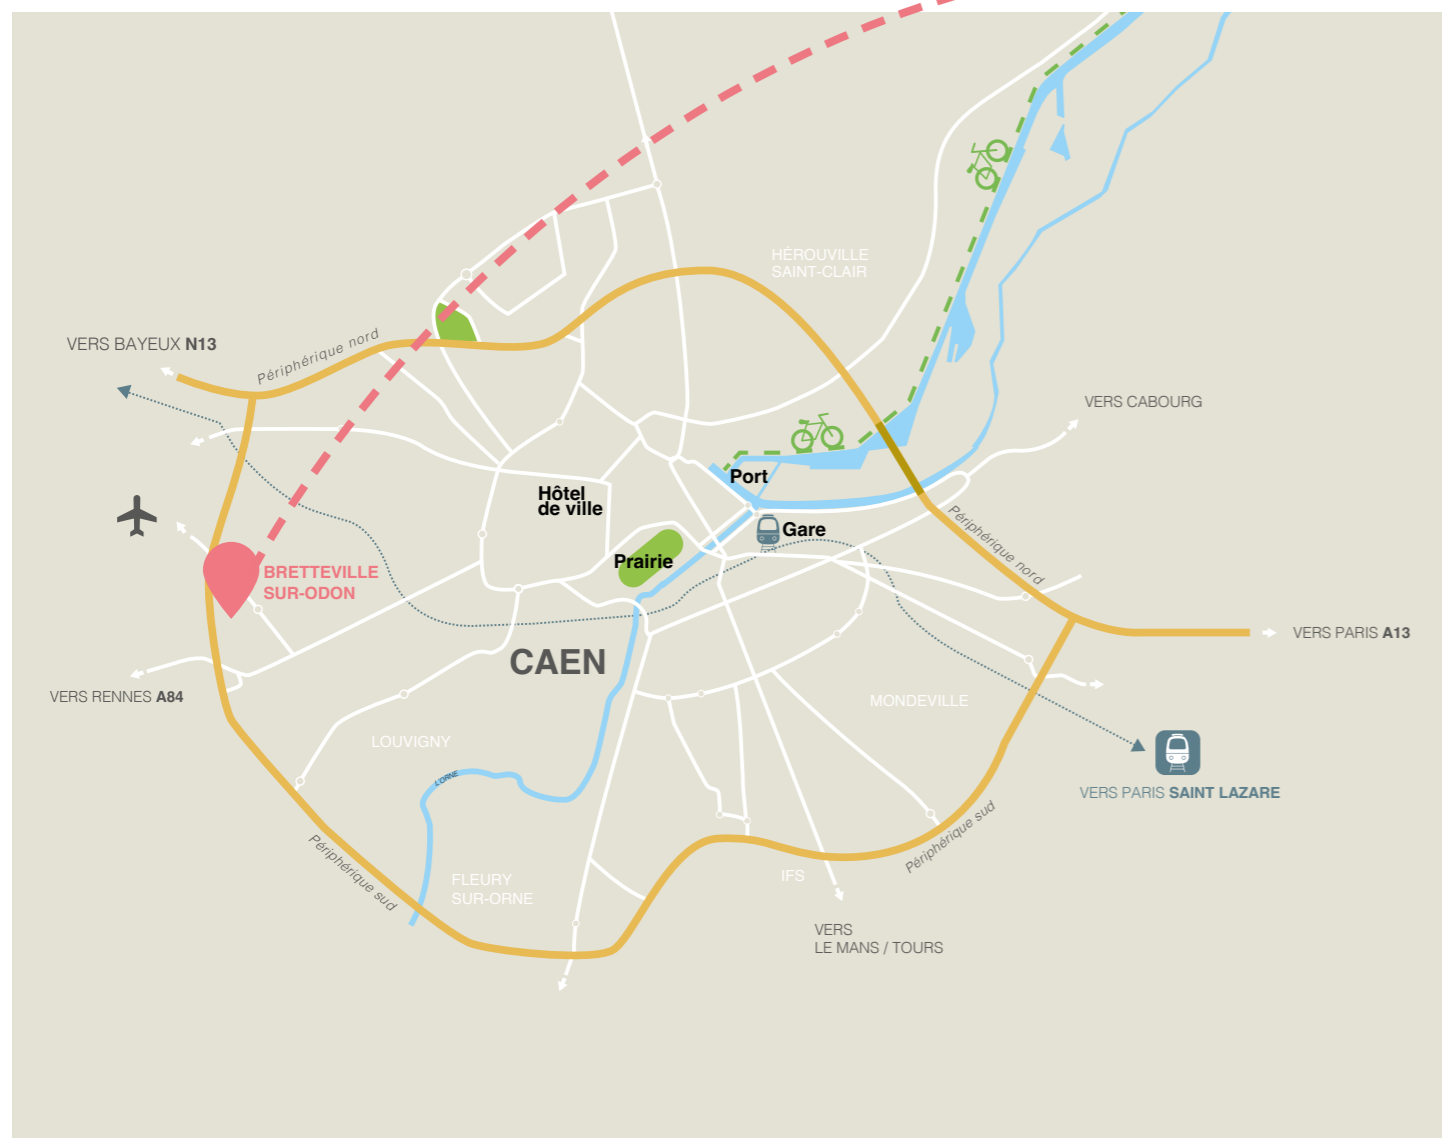 HÉROUVILLE
SAINT-CLAIR
VERS BAYEUX N13
Périphérique nord
VERS CABOURG
Port
Hôtel
de ville
Gare
Prairie
Périphérique nord
BRETTEVILLE
SUR-ODON
VERS PARIS A13
CAEN
VERS RENNES A84
MONDEVILLE
LOUVIGNY
L'ORNE
VERS PARIS SAINT LAZARE
Périphérique sud
Périphérique sud
FLEURY
SUR-ORNE
IFS
VERS
LE MANS / TOURS